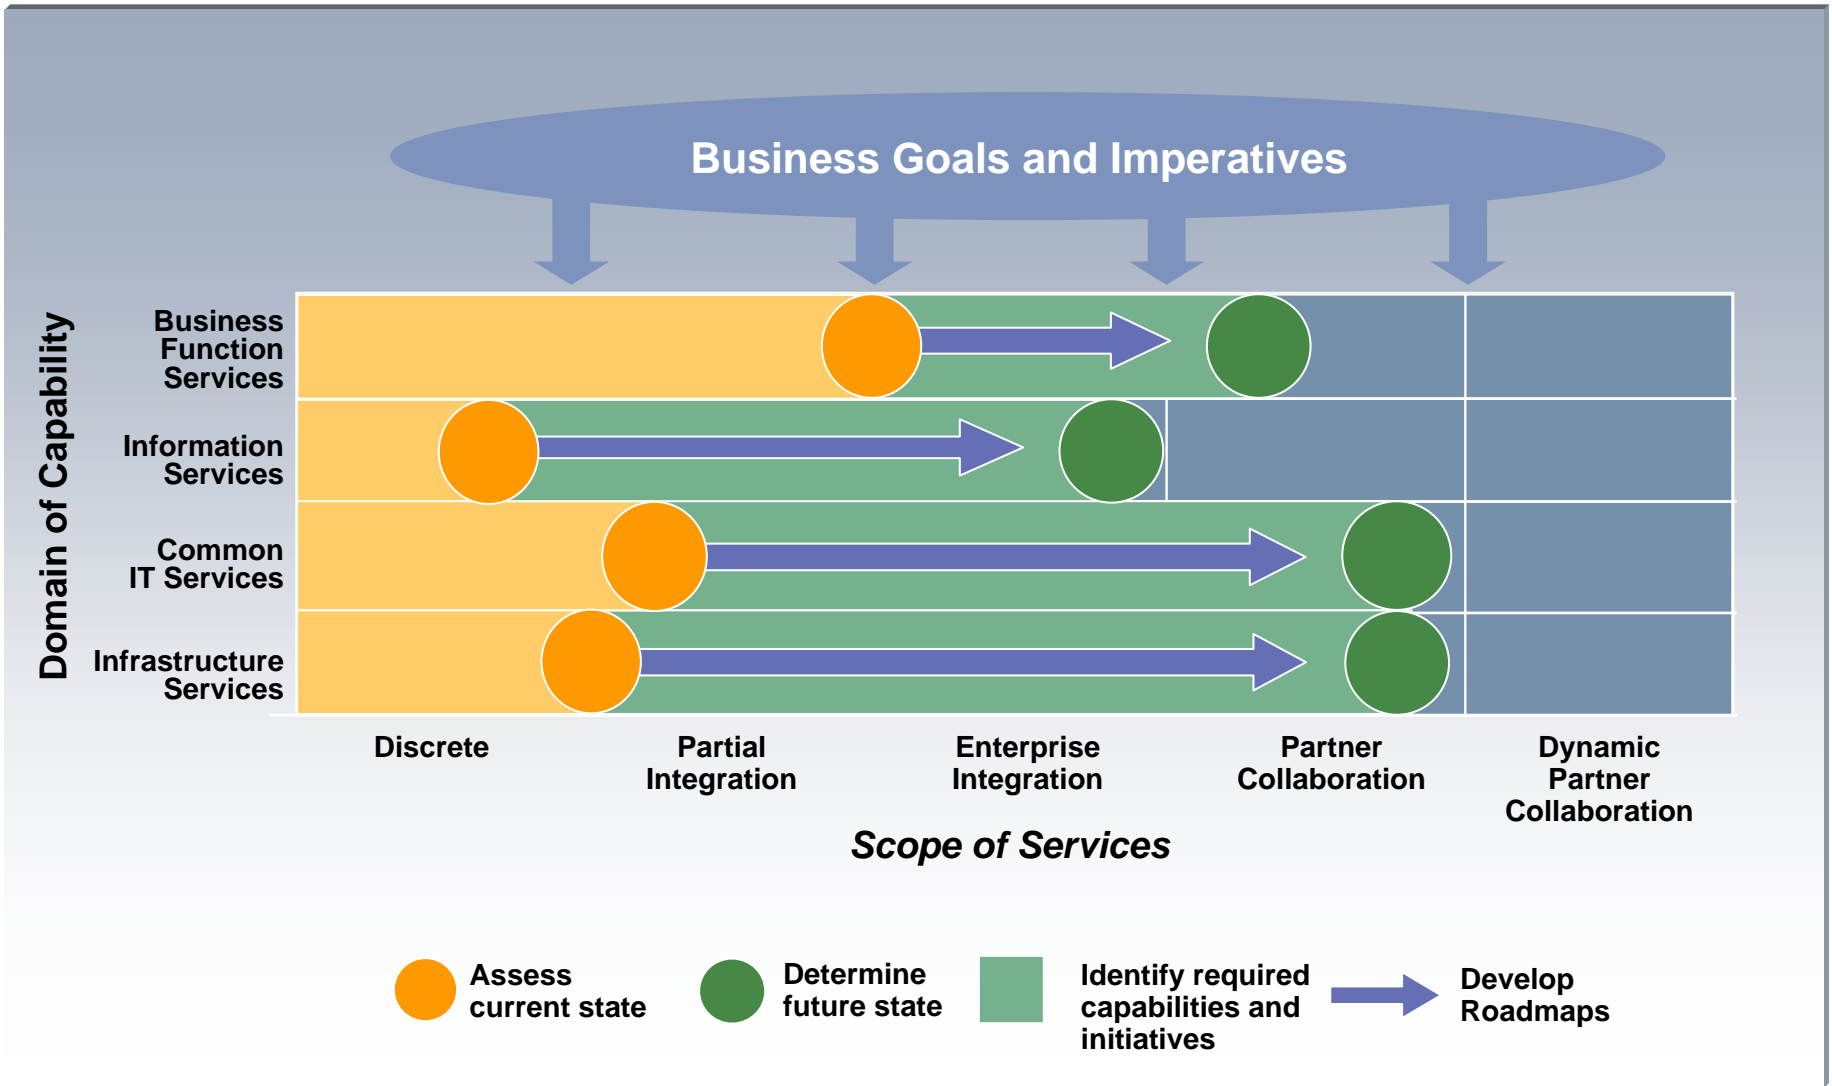 Business Goals and Imperatives
Domain of Capability
Business
Function
Services
Information
Services
Common
IT Services
Infrastructure
Services
Discrete
Partial
Integration
Enterprise
Integration
Partner
Collaboration
Dynamic
Partner
Collaboration
Scope of Services
Assess
current state
Determine
future state
Identify required
capabilities and
initiatives
Develop
Roadmaps